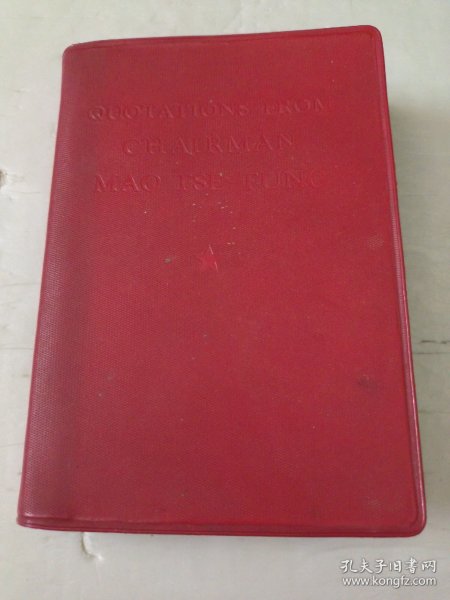 QUOTATIONS FROM
CHAIRMAN
MAO TSE-TUNG
孔夫子旧书网
www.kongfz.com